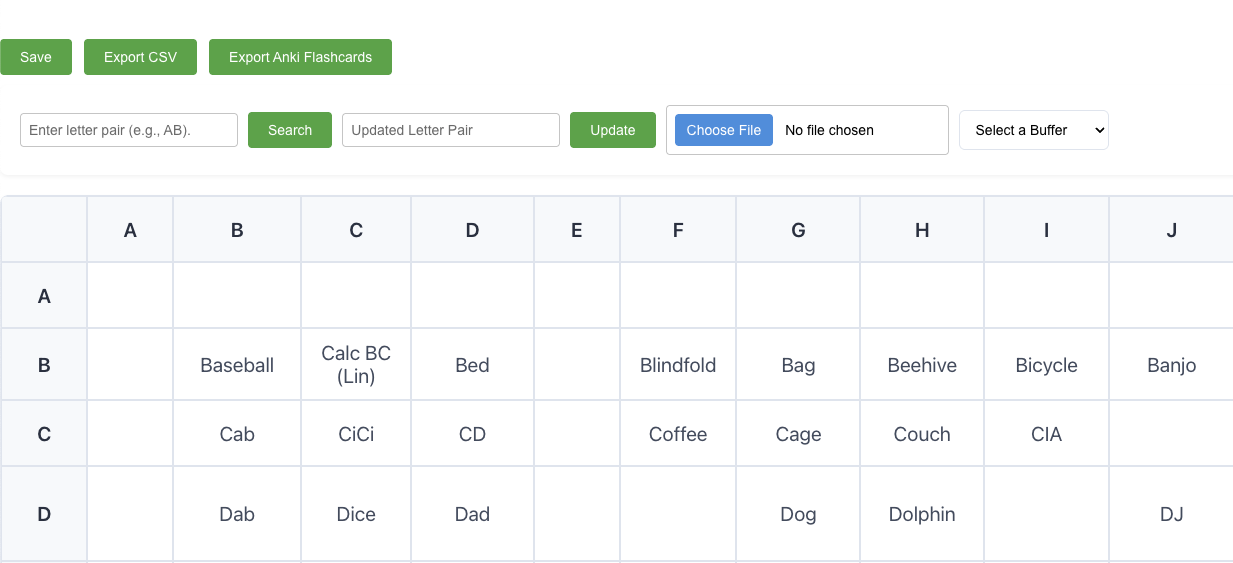 Save Export CSV Export Anki Flashcards
Enter letter pair (e.g., AB). Search Updated Letter Pair Update Choose File No file chosen Select a Buffer
A B C D E F G H I J
A
B Baseball Calc BC (Lin) Bed Blindfold Bag Beehive Bicycle Banjo
C Cab CiCi CD Coffee Cage Couch CIA
D Dab Dice Dad Dog Dolphin DJ